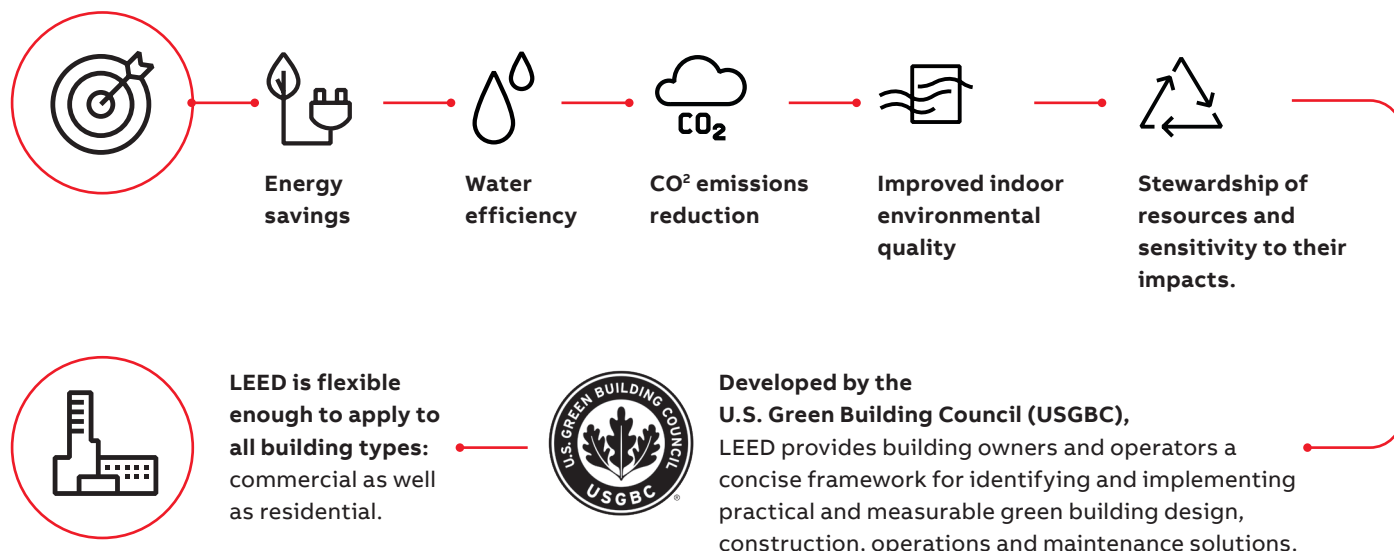 CO₂
Energy
savings
Water
efficiency
CO² emissions
reduction
Improved indoor
environmental
quality
Stewardship of
resources and
sensitivity to their
impacts.
LEED is flexible
enough to apply to
all building types:
commercial as well
as residential.
U.S. GREEN BUILDING COUNCIL
USGBC
®
Developed by the
U.S. Green Building Council (USGBC),
LEED provides building owners and operators a
concise framework for identifying and implementing
practical and measurable green building design,
construction, operations and maintenance solutions.